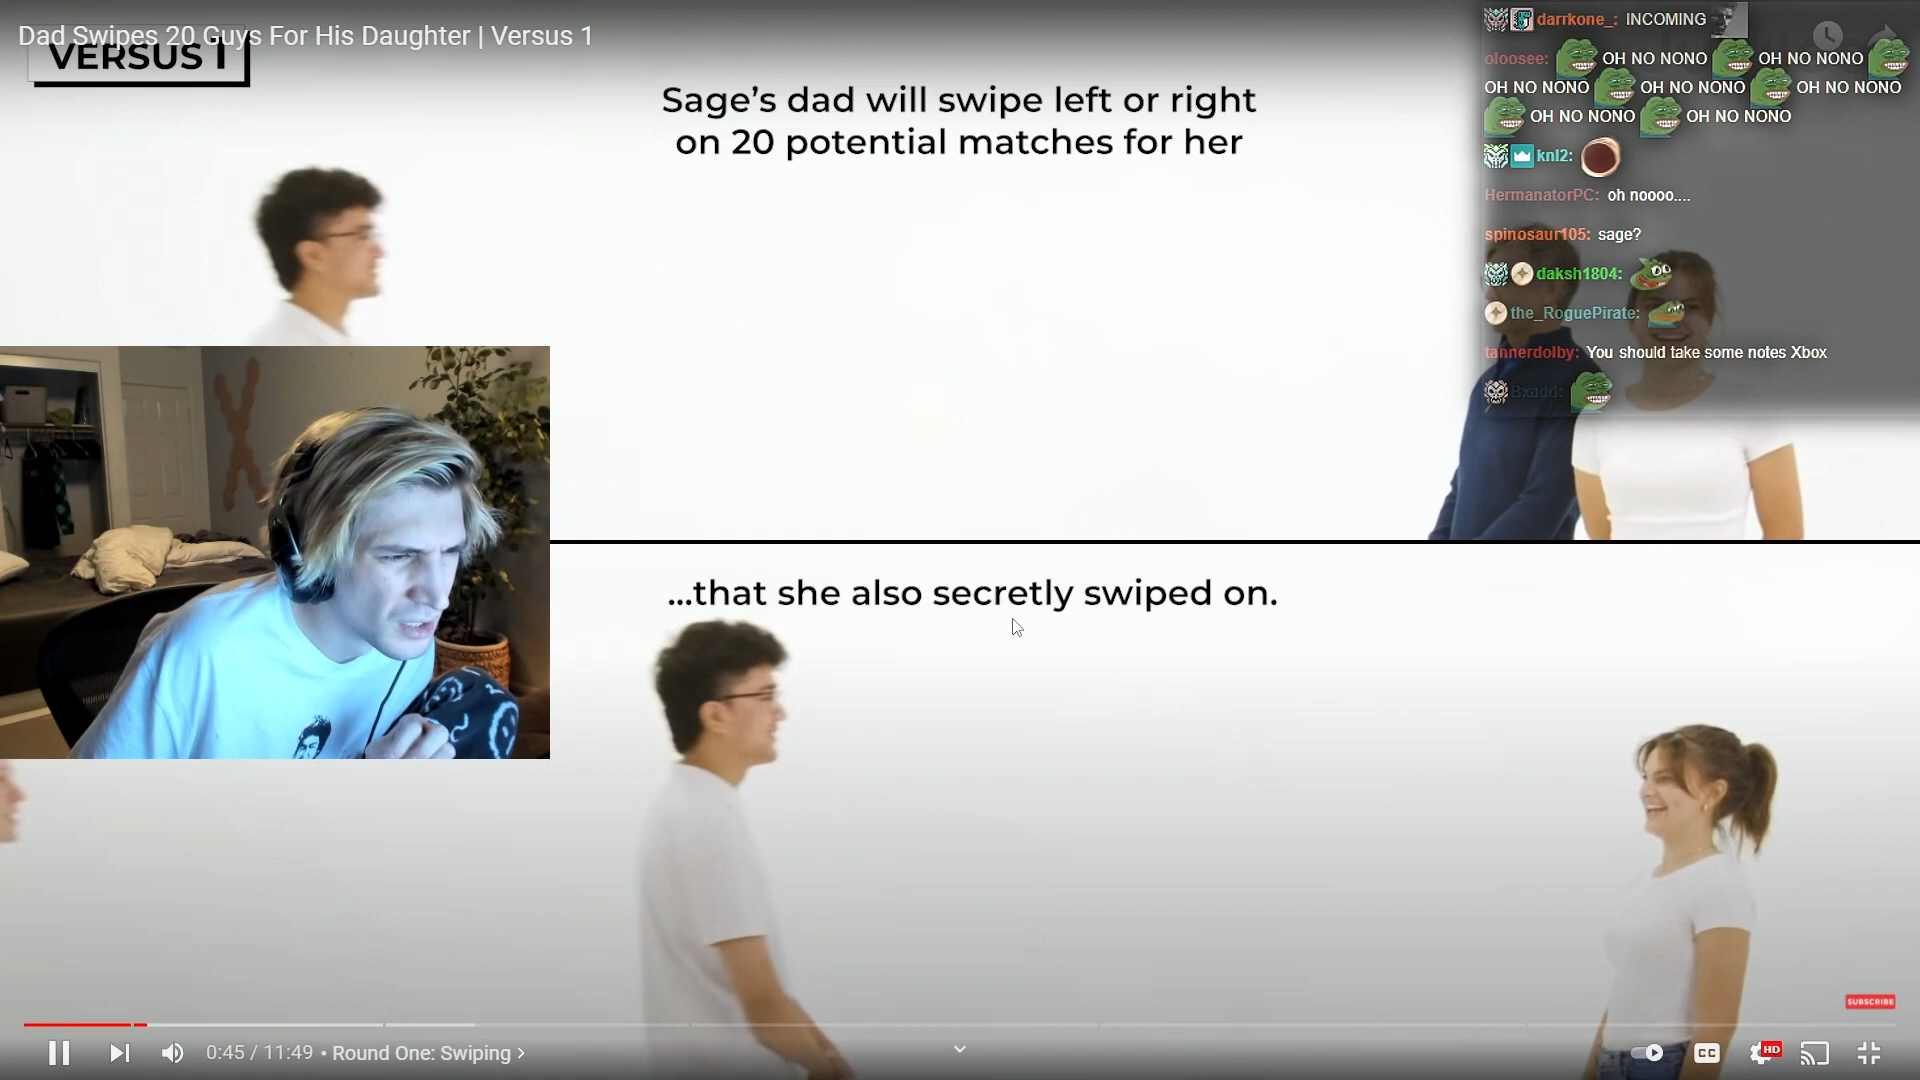 Dad Swipes 20 Guys For His Daughter | Versus 1
VERSUS 1
Sage’s dad will swipe left or right
on 20 potential matches for her
darrkone_: INCOMING
oloosee: OH NO NONO OH NO NONO
OH NO NONO OH NO NONO OH NO NONO
OH NO NONO OH NO NONO
knl2:
HermanatorPC: oh noooo....
spinosaur105: sage?
daksh1804:
the_RoguePirate:
tannerdolby: You should take some notes Xbox
Bxadd:
...that she also secretly swiped on.
SUBSCRIBE
0:45 / 11:49 • Round One: Swiping >
CC
HD